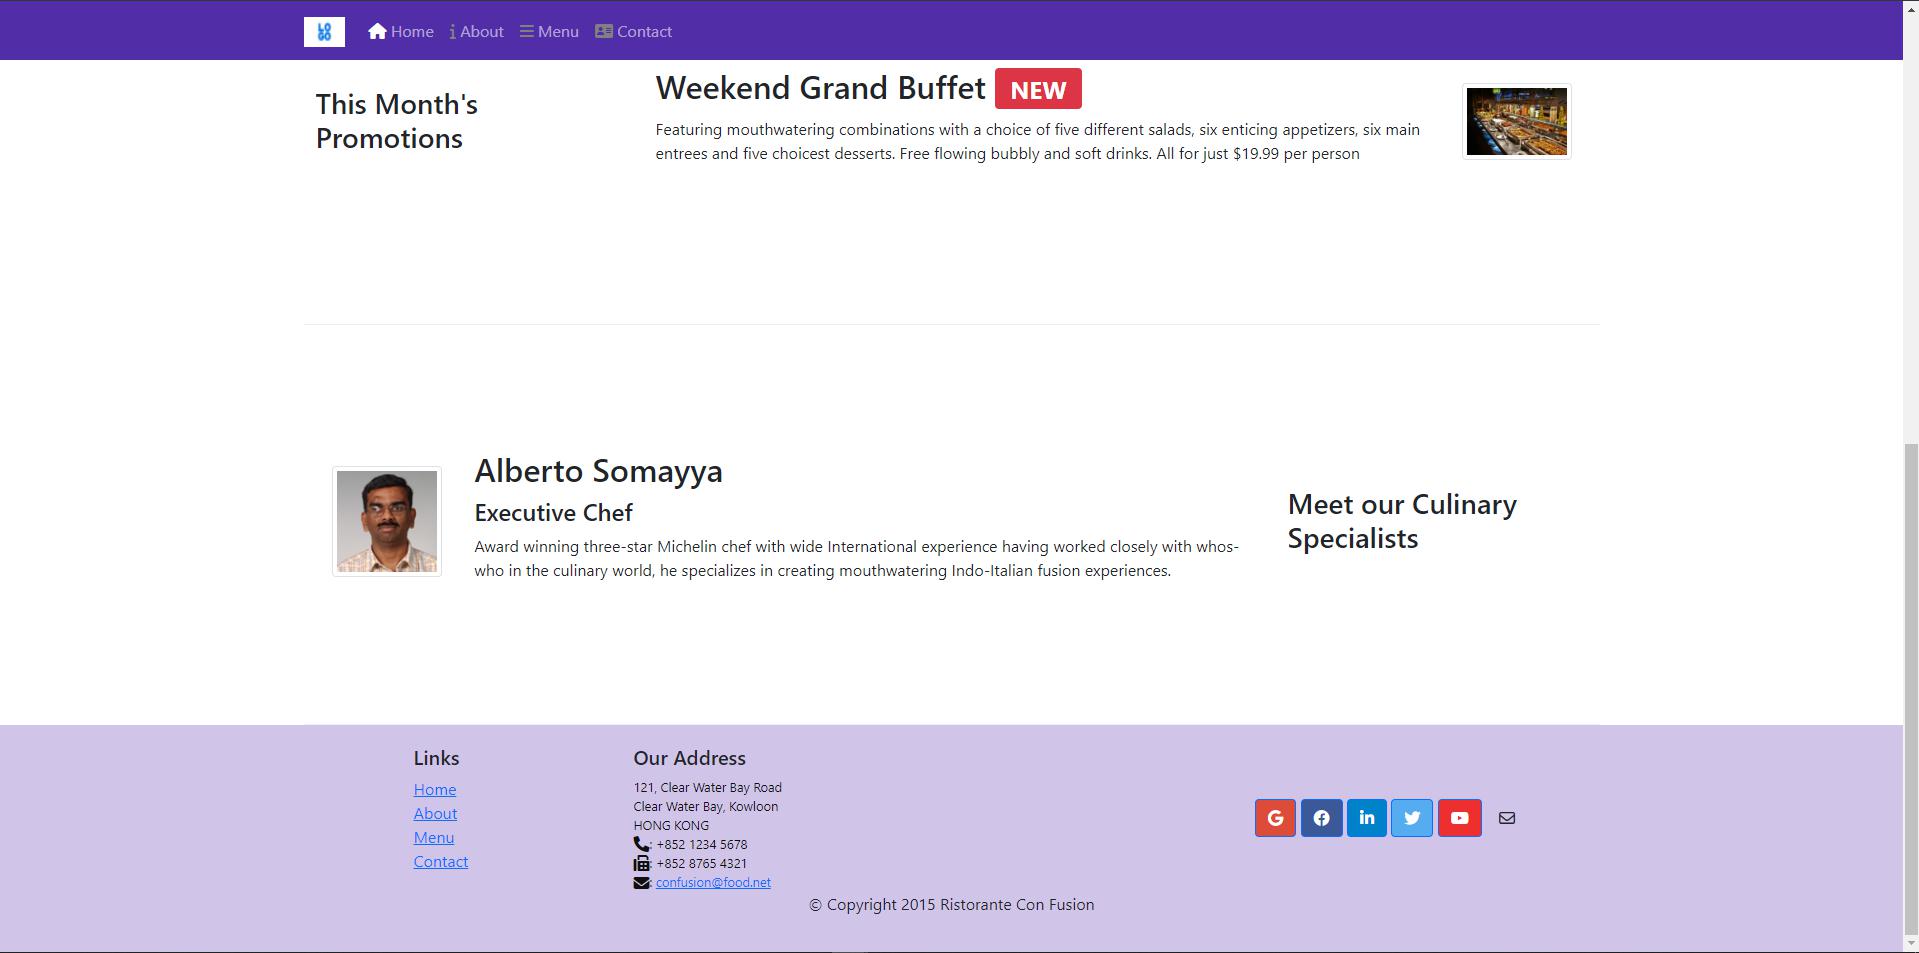 LO
GO
Home
About
Menu
Contact
This Month's
Promotions
Weekend Grand Buffet NEW
Featuring mouthwatering combinations with a choice of five different salads, six enticing appetizers, six main
entrees and five choicest desserts. Free flowing bubbly and soft drinks. All for just $19.99 per person
Alberto Somayya
Executive Chef
Award winning three-star Michelin chef with wide International experience having worked closely with whos-
who in the culinary world, he specializes in creating mouthwatering Indo-Italian fusion experiences.
Meet our Culinary
Specialists
Links
Home
About
Menu
Contact
Our Address
121, Clear Water Bay Road
Clear Water Bay, Kowloon
HONG KONG
: +852 1234 5678
: +852 8765 4321
: confusion@food.net
© Copyright 2015 Ristorante Con Fusion